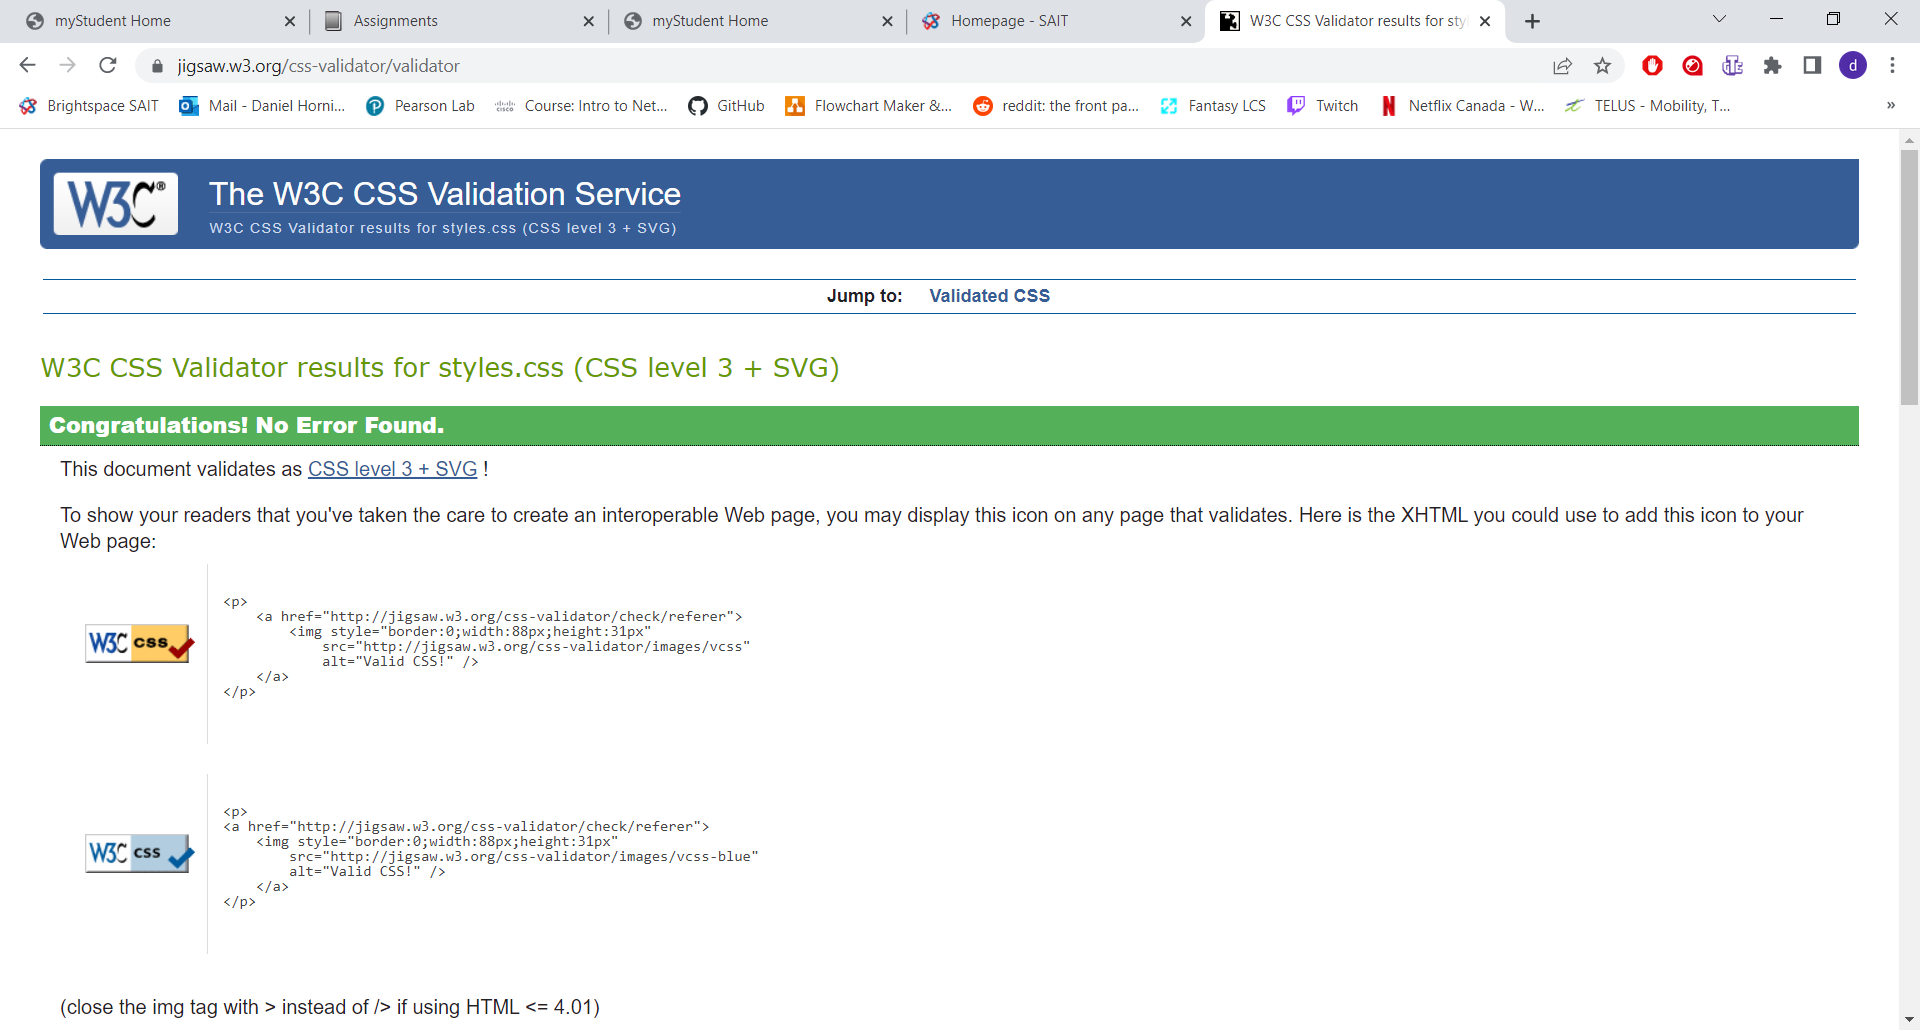 myStudent Home
Assignments
myStudent Home
Homepage - SAIT
W3C CSS Validator results for sty
jigsaw.w3.org/css-validator/validator
d
Brightspace SAIT
Mail - Daniel Horni...
Pearson Lab
Course: Intro to Net...
GitHub
Flowchart Maker &...
reddit: the front pa...
Fantasy LCS
Twitch
Netflix Canada - W...
TELUS - Mobility, T...
»
W3C®
The W3C CSS Validation Service
W3C CSS Validator results for styles.css (CSS level 3 + SVG)
Jump to: Validated CSS
W3C CSS Validator results for styles.css (CSS level 3 + SVG)
Congratulations! No Error Found.
This document validates as CSS level 3 + SVG !
To show your readers that you've taken the care to create an interoperable Web page, you may display this icon on any page that validates. Here is the XHTML you could use to add this icon to your
Web page:
W3C css
<p>
<a href="http://jigsaw.w3.org/css-validator/check/referer">
<img style="border:0;width:88px;height:31px"
src="http://jigsaw.w3.org/css-validator/images/vcss"
alt="Valid CSS!" />
</a>
</p>
W3C css
<p>
<a href="http://jigsaw.w3.org/css-validator/check/referer">
<img style="border:0;width:88px;height:31px"
src="http://jigsaw.w3.org/css-validator/images/vcss-blue"
alt="Valid CSS!" />
</a>
</p>
(close the img tag with > instead of /> if using HTML <= 4.01)